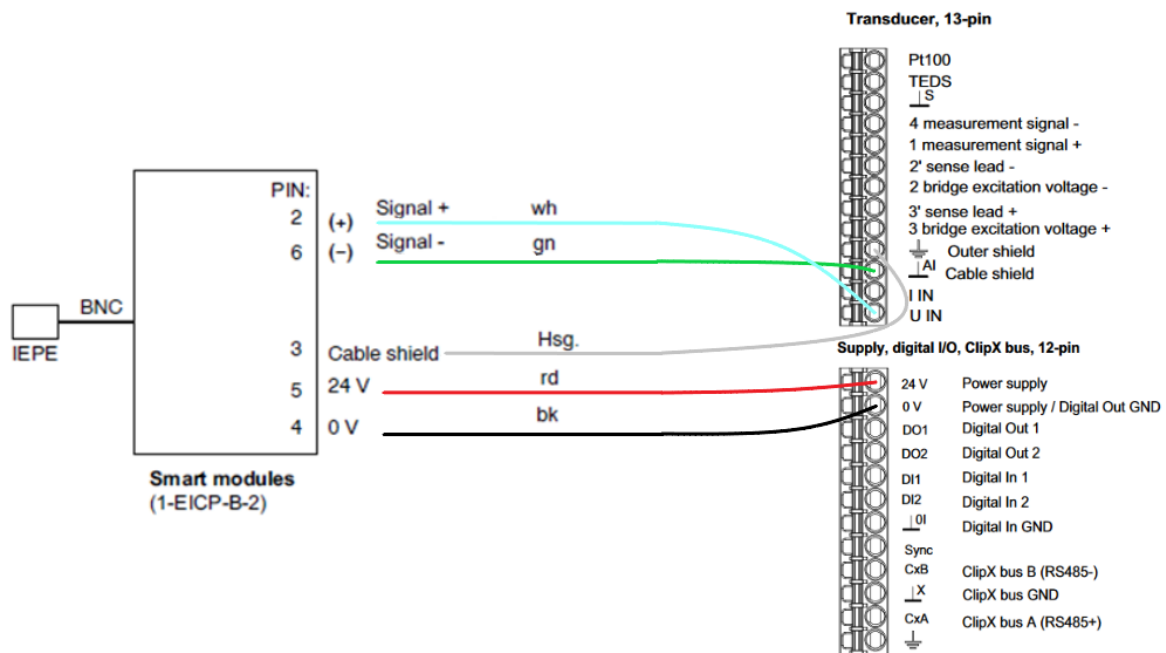 Transducer, 13-pin
Pt100
TEDS
S
4 measurement signal -
1 measurement signal +
2' sense lead -
2 bridge excitation voltage -
3' sense lead +
3 bridge excitation voltage +
Outer shield
AI Cable shield
I IN
U IN
PIN:
2 (+) Signal + wh
6 (−) Signal - gn
BNC
IEPE
3 Cable shield Hsg.
5 24 V rd
4 0 V bk
Smart modules
(1-EICP-B-2)
Supply, digital I/O, ClipX bus, 12-pin
24 V Power supply
0 V Power supply / Digital Out GND
DO1 Digital Out 1
DO2 Digital Out 2
DI1 Digital In 1
DI2 Digital In 2
0I Digital In GND
Sync
CxB ClipX bus B (RS485-)
X ClipX bus GND
CxA ClipX bus A (RS485+)